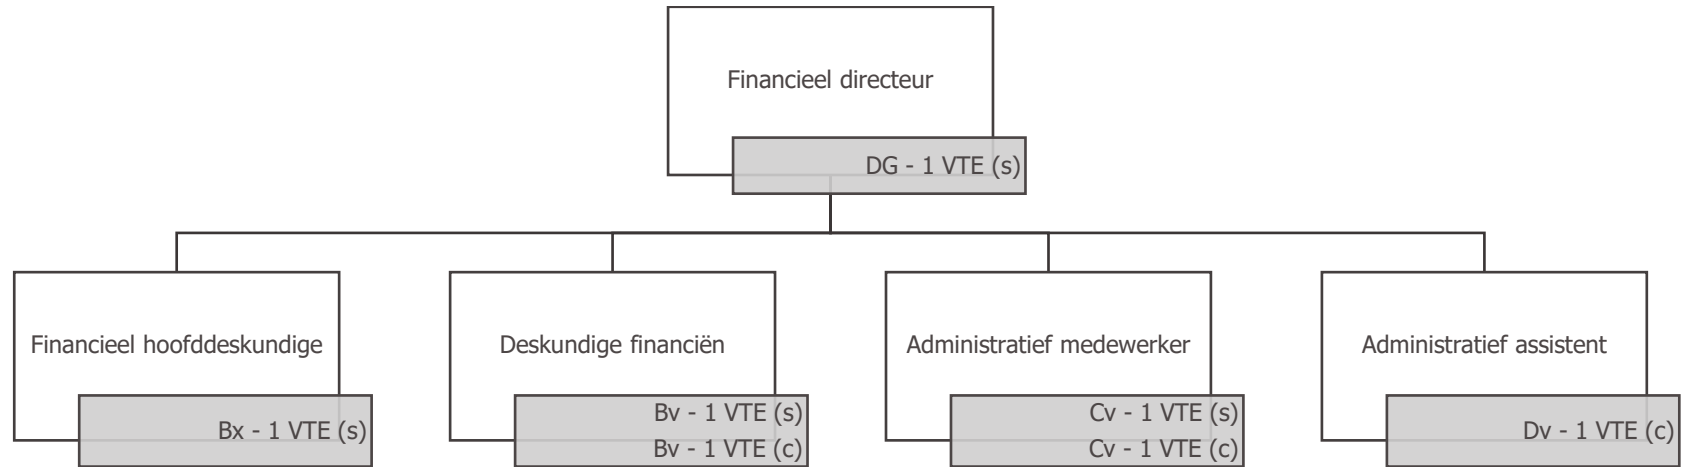 Financieel directeur
DG - 1 VTE (s)
Financieel hoofddeskundige
Bx - 1 VTE (s)
Deskundige financiën
Bv - 1 VTE (s)
Bv - 1 VTE (c)
Administratief medewerker
Cv - 1 VTE (s)
Cv - 1 VTE (c)
Administratief assistent
Dv - 1 VTE (c)